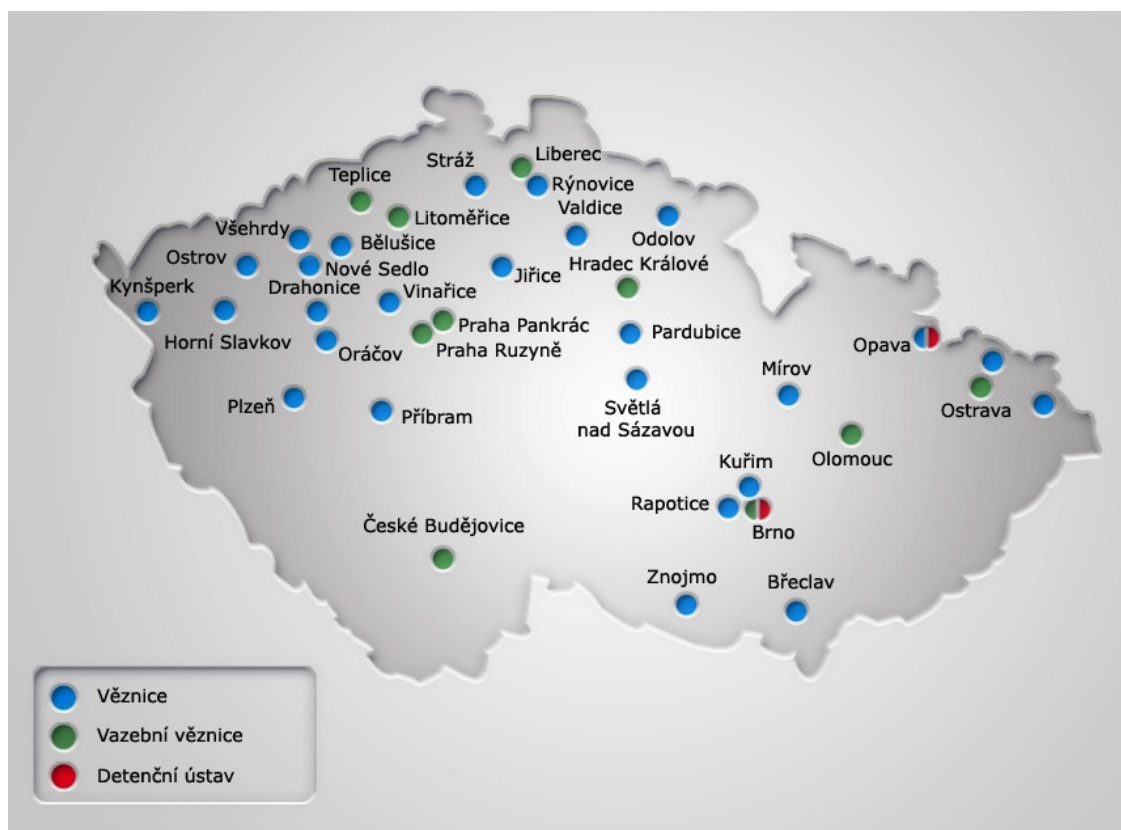 Liberec
Stráž
Teplice
Rýnovice
Valdice
Litoměřice
Všehrdy
Bělušice
Odolov
Ostrov
Nové Sedlo
Jiřice
Hradec Králové
Kynšperk
Drahonice
Vinařice
Praha Pankrác
Pardubice
Horní Slavkov
Oráčov
Praha Ruzyně
Opava
Mírov
Plzeň
Příbram
Světlá
nad Sázavou
Ostrava
Olomouc
Kuřim
Rapotice
České Budějovice
Brno
Znojmo
Břeclav
Věznice
Vazební věznice
Detenční ústav